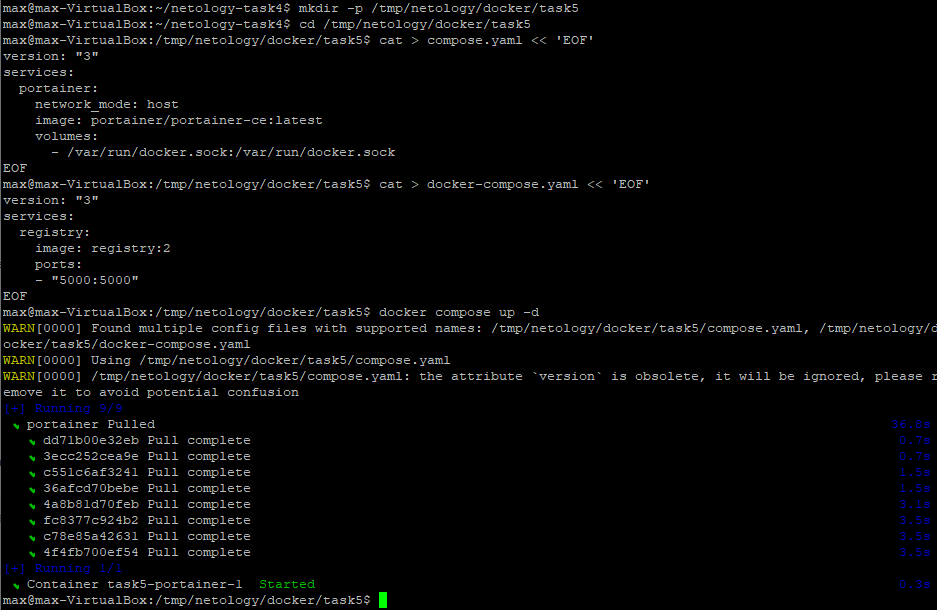 max@max-VirtualBox:~/netology-task4$ mkdir -p /tmp/netology/docker/task5
max@max-VirtualBox:~/netology-task4$ cd /tmp/netology/docker/task5
max@max-VirtualBox:/tmp/netology/docker/task5$ cat > compose.yaml << 'EOF'
version: "3"
services:
  portainer:
    network_mode: host
    image: portainer/portainer-ce:latest
    volumes:
      - /var/run/docker.sock:/var/run/docker.sock
EOF
max@max-VirtualBox:/tmp/netology/docker/task5$ cat > docker-compose.yaml << 'EOF'
version: "3"
services:
  registry:
    image: registry:2
    ports:
    - "5000:5000"
EOF
max@max-VirtualBox:/tmp/netology/docker/task5$ docker compose up -d
WARN[0000] Found multiple config files with supported names: /tmp/netology/docker/task5/compose.yaml, /tmp/netology/d
ocker/task5/docker-compose.yaml
WARN[0000] Using /tmp/netology/docker/task5/compose.yaml
WARN[0000] /tmp/netology/docker/task5/compose.yaml: the attribute `version` is obsolete, it will be ignored, please r
emove it to avoid potential confusion
[+] Running 9/9
 ✔ portainer Pulled 36.8s
   ✔ dd71b00e32eb Pull complete 0.7s
   ✔ 3ecc252cea9e Pull complete 0.7s
   ✔ c551c6af3241 Pull complete 1.5s
   ✔ 36afcd70bebe Pull complete 1.5s
   ✔ 4a8b81d70feb Pull complete 3.1s
   ✔ fc8377c924b2 Pull complete 3.5s
   ✔ c78e85a42631 Pull complete 3.5s
   ✔ 4f4fb700ef54 Pull complete 3.5s
[+] Running 1/1
 ✔ Container task5-portainer-1  Started 0.3s
max@max-VirtualBox:/tmp/netology/docker/task5$